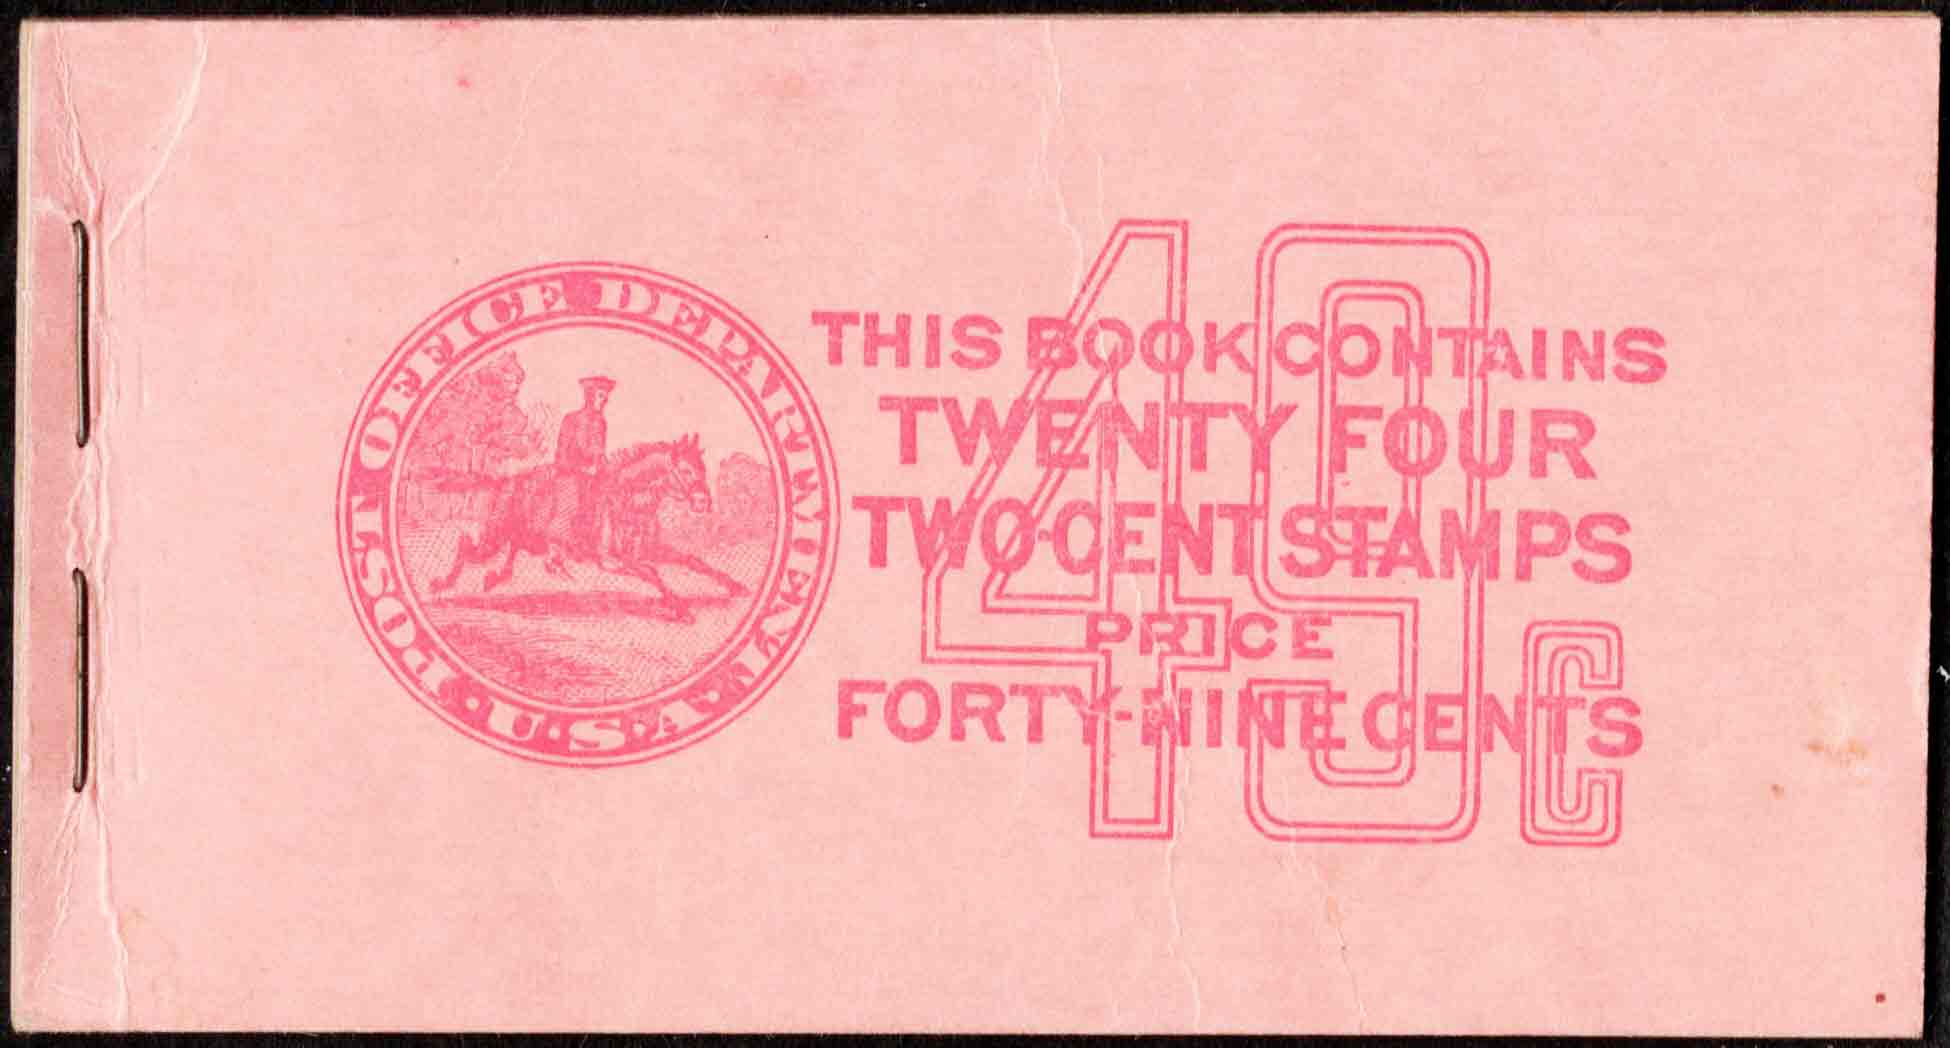 POST OFFICE DEPARTMENT
U.S.A.
THIS BOOK CONTAINS
TWENTY FOUR
TWO-CENT STAMPS
PRICE
FORTY-NINE CENTS
49c